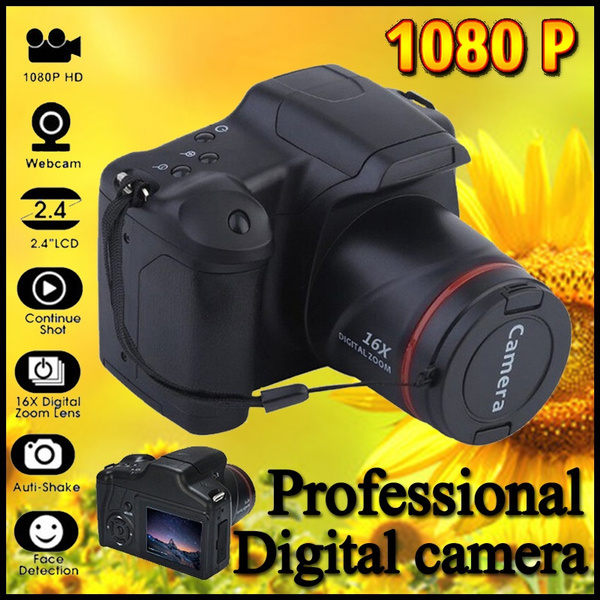 1080 P
1080P HD
Webcam
2.4
2.4"LCD
Continue
Shot
16X Digital
Zoom Lens
Auti-Shake
Face
Detection
16X
DIGITAL ZOOM
Camera
Professional
Digital camera